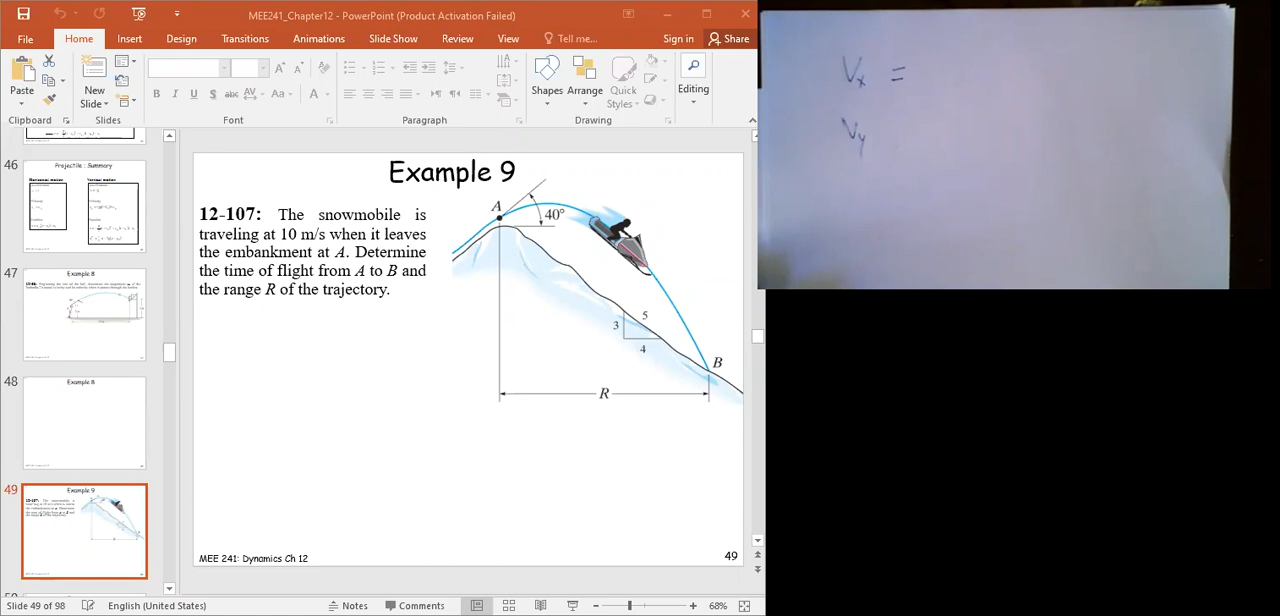 MEE241_Chapter12 - PowerPoint (Product Activation Failed)
File Home Insert Design Transitions Animations Slide Show Review View Tell me... Sign in Share
Paste
New Slide
Shapes Arrange Quick Styles
Editing
B I U S abc AV Aa A
Clipboard Slides Font Paragraph Drawing
46
Projectile : Summary
47
Example 8
48
Example 8
49
Example 9
12-107:
Example 9
12-107: The snowmobile is
traveling at 10 m/s when it leaves
the embankment at A. Determine
the time of flight from A to B and
the range R of the trajectory.
A
40°
5
3
4
B
R
MEE 241: Dynamics Ch 12
49
Slide 49 of 98 English (United States) Notes Comments 68%
Vx =
Vy